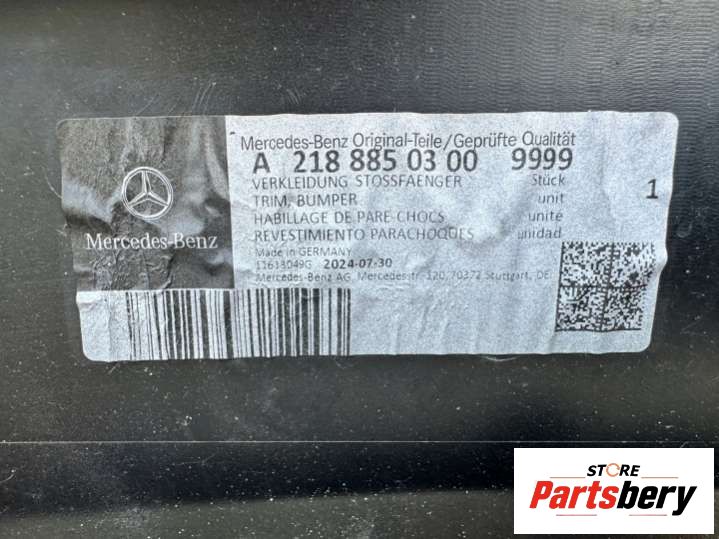 Mercedes-Benz Original-Teile/Geprüfte Qualität
A 218 885 03 00 9999
VERKLEIDUNG STOSSFAENGER Stück
TRIM, BUMPER unit 1
HABILLAGE DE PARE-CHOCS unité
REVESTIMIENTO PARACHOQUES unidad
Made in GERMANY
11613049G 2024-07-30
Mercedes-Benz AG, Mercedesstr. 120, 70372 Stuttgart, DE
Mercedes-Benz
STORE
Partsbery